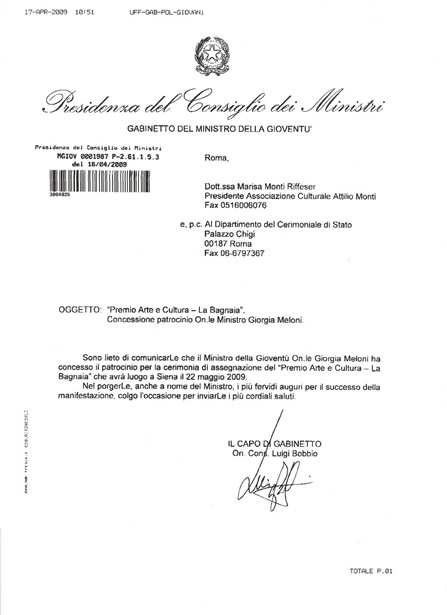 17-APR-2009 10:51 UFF-GAB-POL-GIOVANI
Presidenza del Consiglio dei Ministri
GABINETTO DEL MINISTRO DELLA GIOVENTU'
Presidenza del Consiglio dei Ministri
MGIOV 0001987 P-2.61.1.5.3
del 16/04/2009
3094025
Roma,
Dott.ssa Marisa Monti Riffeser
Presidente Associazione Culturale Attilio Monti
Fax 0516006076
e, p.c. Al Dipartimento del Cerimoniale di Stato
Palazzo Chigi
00187 Roma
Fax 06-6797367
OGGETTO: "Premio Arte e Cultura – La Bagnaia".
Concessione patrocinio On.le Ministro Giorgia Meloni.
Sono lieto di comunicarLe che il Ministro della Gioventù On.le Giorgia Meloni ha
concesso il patrocinio per la cerimonia di assegnazione del "Premio Arte e Cultura – La
Bagnaia" che avrà luogo a Siena il 22 maggio 2009.
Nel porgerLe, anche a nome del Ministro, i più fervidi auguri per il successo della
manifestazione, colgo l'occasione per inviarLe i più cordiali saluti.
IL CAPO DI GABINETTO
On. Cons. Luigi Bobbio
TOTALE P.01